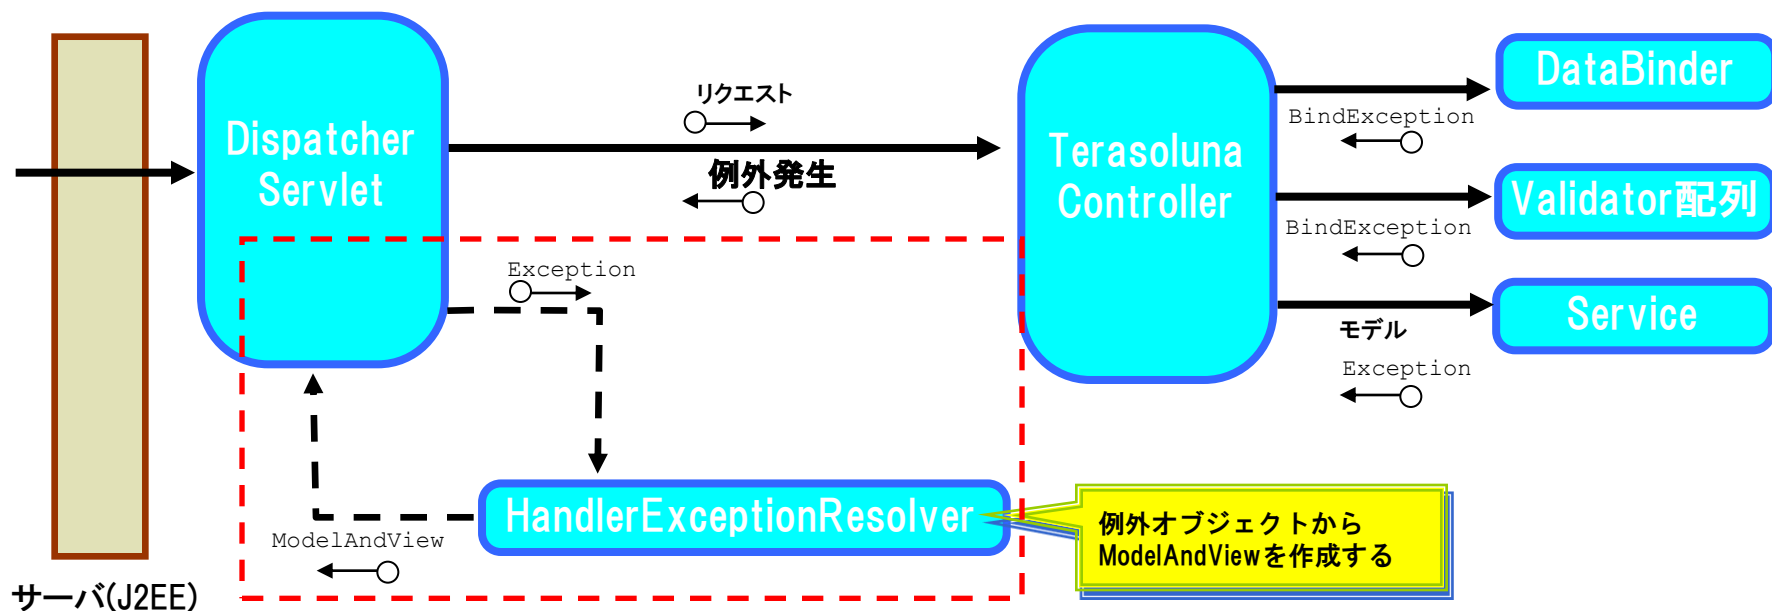 リクエスト
例外発生
Dispatcher
Servlet
Terasoluna
Controller
DataBinder
BindException
Validator配列
BindException
Service
モデル
Exception
Exception
HandlerExceptionResolver
ModelAndView
例外オブジェクトから
ModelAndViewを作成する
サーバ(J2EE)